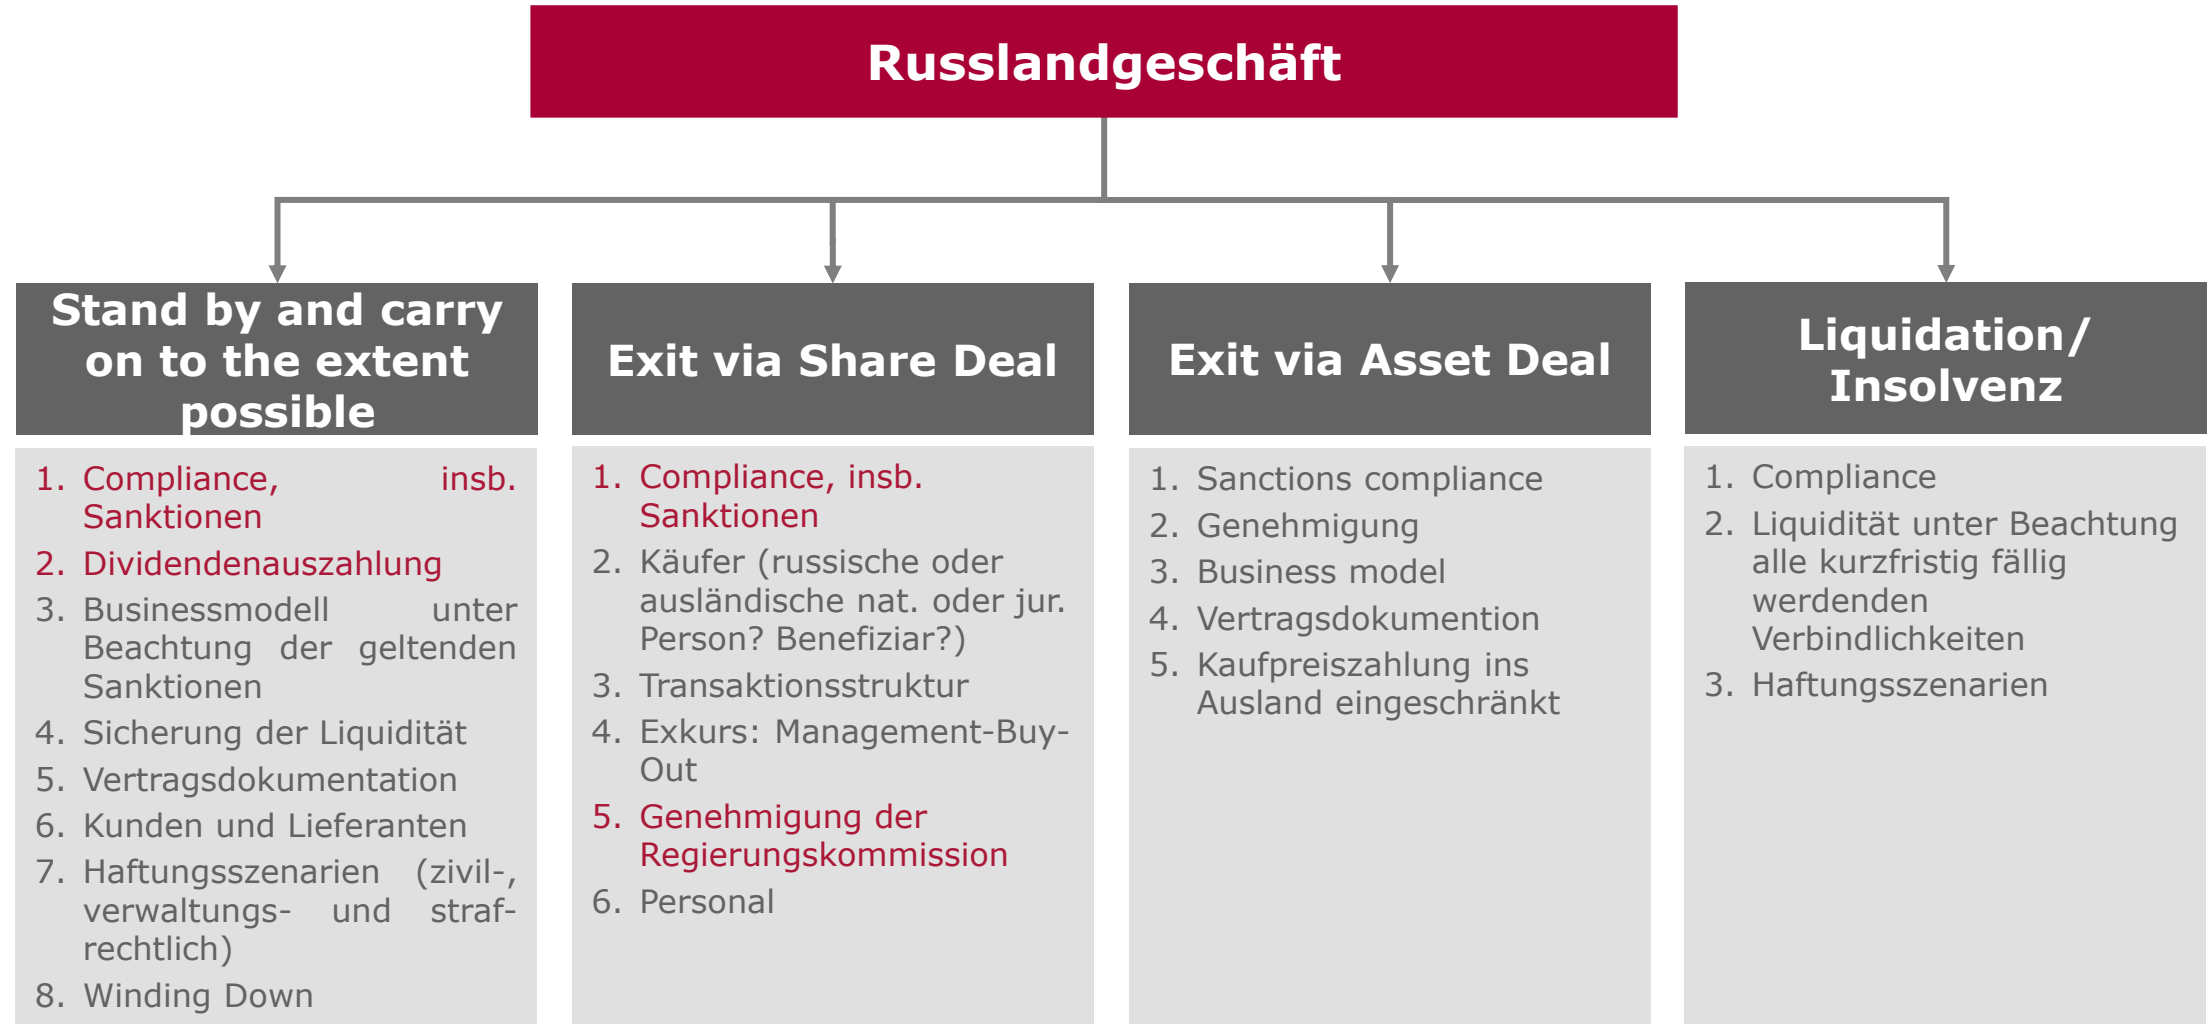 Russlandgeschäft
Stand by and carry
on to the extent
possible
1. Compliance, insb.
Sanktionen
2. Dividendenauszahlung
3. Businessmodell unter
Beachtung der geltenden
Sanktionen
4. Sicherung der Liquidität
5. Vertragsdokumentation
6. Kunden und Lieferanten
7. Haftungsszenarien (zivil-,
verwaltungs- und straf-
rechtlich)
8. Winding Down
Exit via Share Deal
1. Compliance, insb.
Sanktionen
2. Käufer (russische oder
ausländische nat. oder jur.
Person? Benefiziar?)
3. Transaktionsstruktur
4. Exkurs: Management-Buy-
Out
5. Genehmigung der
Regierungskommission
6. Personal
Exit via Asset Deal
1. Sanctions compliance
2. Genehmigung
3. Business model
4. Vertragsdokumention
5. Kaufpreiszahlung ins
Ausland eingeschränkt
Liquidation/
Insolvenz
1. Compliance
2. Liquidität unter Beachtung
alle kurzfristig fällig
werdenden
Verbindlichkeiten
3. Haftungsszenarien